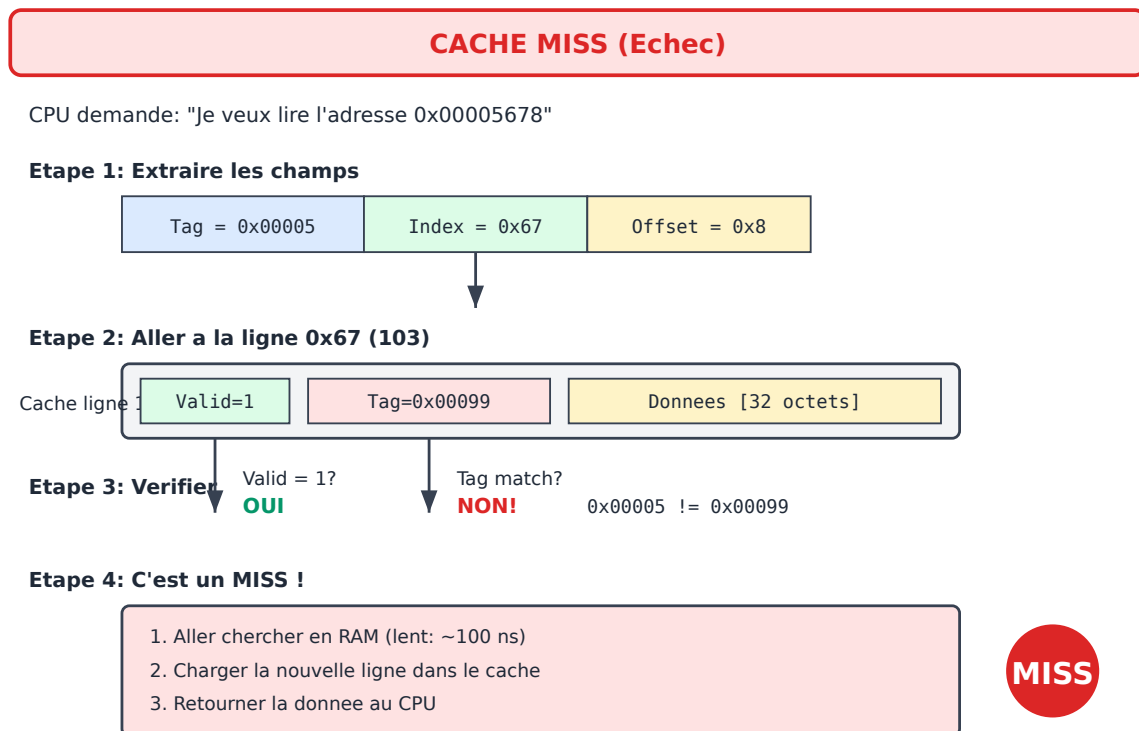 CACHE MISS (Echec)
CPU demande: "Je veux lire l'adresse 0x00005678"
Etape 1: Extraire les champs
Tag = 0x00005 Index = 0x67 Offset = 0x8
Etape 2: Aller a la ligne 0x67 (103)
Cache ligne Valid=1 Tag=0x00099 Donnees [32 octets]
Etape 3: Verifier
Valid = 1? Tag match?
OUI NON! 0x00005 != 0x00099
Etape 4: C'est un MISS !
1. Aller chercher en RAM (lent: ~100 ns)
2. Charger la nouvelle ligne dans le cache
3. Retourner la donnee au CPU
MISS